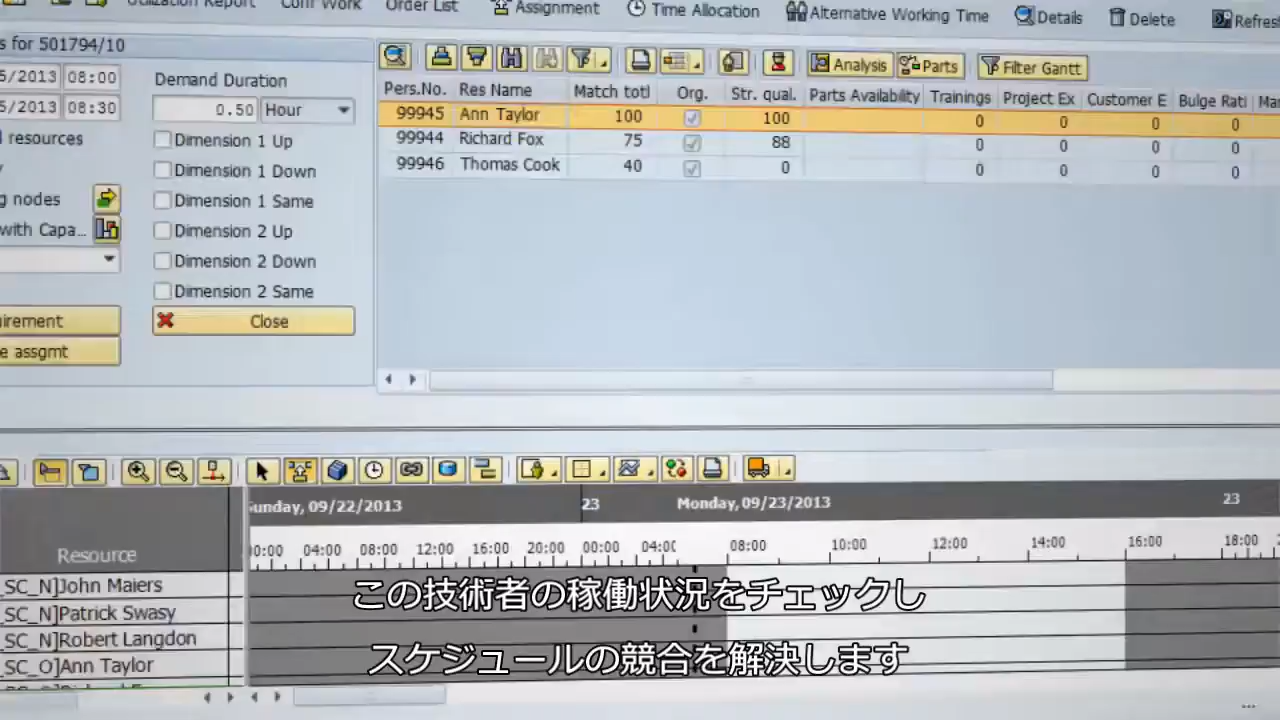 Utilization Report Conf Work Order List Assignment Time Allocation Alternative Working Time Details Delete Refres
s for 501794/10
5/2013 08:00
5/2013 08:30
resources
g nodes
with Capa...
irement
e assgmt
Demand Duration
0.50 Hour
Dimension 1 Up
Dimension 1 Down
Dimension 1 Same
Dimension 2 Up
Dimension 2 Down
Dimension 2 Same
Close
Analysis Parts Filter Gantt
Pers.No. Res Name Match totl Org. Str. qual. Parts Availability Trainings Project Ex Customer E Bulge Rati Ma
99945 Ann Taylor 100 100 0 0 0 0
99944 Richard Fox 75 88 0 0 0 0
99946 Thomas Cook 40 0 0 0 0 0
Sunday, 09/22/2013 23 Monday, 09/23/2013 23
Resource
00:00 04:00 08:00 12:00 16:00 20:00 00:00 04:00 08:00 10:00 12:00 14:00 16:00 18:00
_SC_N]John Maiers
_SC_N]Patrick Swasy
_SC_N]Robert Langdon
_SC_O]Ann Taylor
この技術者の稼働状況をチェックし
スケジュールの競合を解決します